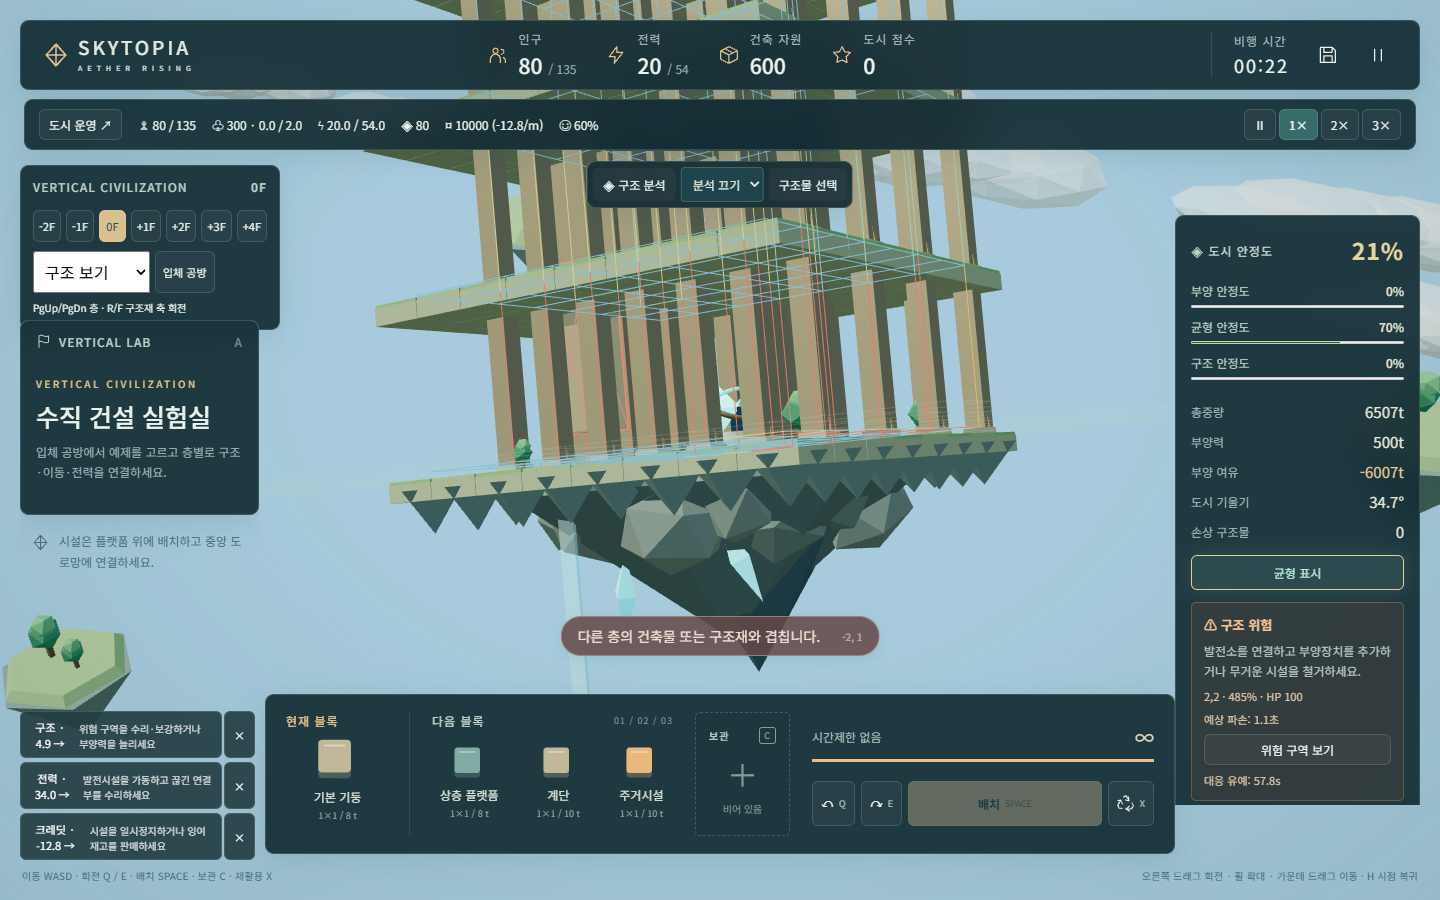 SKYTOPIA
AETHER RISING
인구
80 / 135
전력
20 / 54
건축 자원
600
도시 점수
0
비행 시간
00:22
도시 운영 ↗
80 / 135
300 · 0.0 / 2.0
20.0 / 54.0
80
10000 (-12.8/m)
60%
1×
2×
3×
VERTICAL CIVILIZATION
0F
-2F
-1F
0F
+1F
+2F
+3F
+4F
구조 보기
입체 공방
PgUp/PgDn 층 · R/F 구조재 축 회전
◈ 구조 분석
분석 끄기
구조물 선택
VERTICAL LAB
A
VERTICAL CIVILIZATION
수직 건설 실험실
입체 공방에서 예제를 고르고 층별로 구조
·이동·전력을 연결하세요.
시설은 플랫폼 위에 배치하고 중앙 도
로망에 연결하세요.
◈ 도시 안정도
21%
부양 안정도
0%
균형 안정도
70%
구조 안정도
0%
총중량
6507t
부양력
500t
부양 여유
-6007t
도시 기울기
34.7°
손상 구조물
0
균형 표시
⚠ 구조 위험
발전소를 연결하고 부양장치를 추가하
거나 무거운 시설을 철거하세요.
2,2 · 485% · HP 100
예상 파손: 1.1초
위험 구역 보기
대응 유예: 57.8s
다른 층의 건축물 또는 구조재와 겹칩니다.
-2, 1
구조 ·
4.9 →
위험 구역을 수리·보강하거나
부양력을 늘리세요
×
전력 ·
34.0 →
발전시설을 가동하고 끊긴 연결
부를 수리하세요
×
크레딧 ·
-12.8 →
시설을 일시정지하거나 잉여
재고를 판매하세요
×
현재 블록
기본 기둥
1×1 / 8 t
다음 블록
01 / 02 / 03
상층 플랫폼
1×1 / 8 t
계단
1×1 / 10 t
주거시설
1×1 / 10 t
보관
C
비어 있음
시간제한 없음
∞
Q
E
배치 SPACE
X
이동 WASD · 회전 Q / E · 배치 SPACE · 보관 C · 재활용 X
오른쪽 드래그 회전 · 휠 확대 · 가운데 드래그 이동 · H 시점 복귀